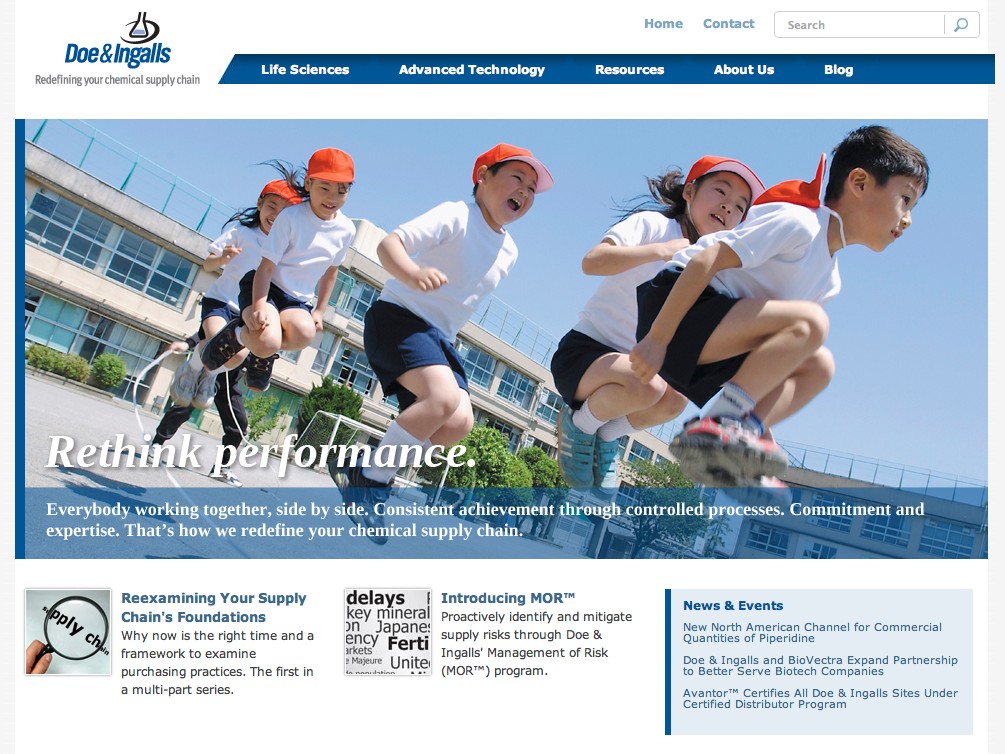 Doe & Ingalls
Redefining your chemical supply chain
Home
Contact
Search
Life Sciences
Advanced Technology
Resources
About Us
Blog
Rethink performance.
Everybody working together, side by side. Consistent achievement through controlled processes. Commitment and
expertise. That’s how we redefine your chemical supply chain.
supply chain
Reexamining Your Supply
Chain's Foundations
Why now is the right time and a
framework to examine
purchasing practices. The first in
a multi-part series.
delays
key mineral
Japane
ency Ferti
arkets
e Majeure Unite
Introducing MOR™
Proactively identify and mitigate
supply risks through Doe &
Ingalls' Management of Risk
(MOR™) program.
News & Events
New North American Channel for Commercial
Quantities of Piperidine
Doe & Ingalls and BioVectra Expand Partnership
to Better Serve Biotech Companies
Avantor™ Certifies All Doe & Ingalls Sites Under
Certified Distributor Program